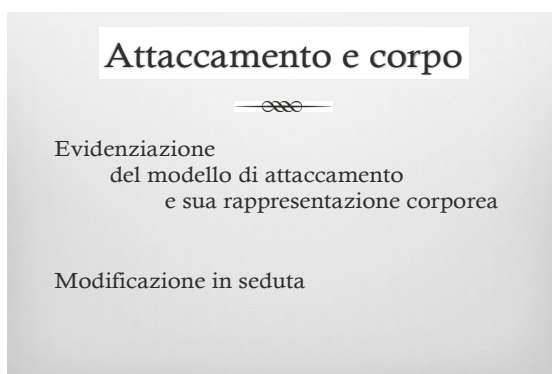 Attaccamento e corpo
Evidenziazione
del modello di attaccamento
e sua rappresentazione corporea
Modificazione in seduta